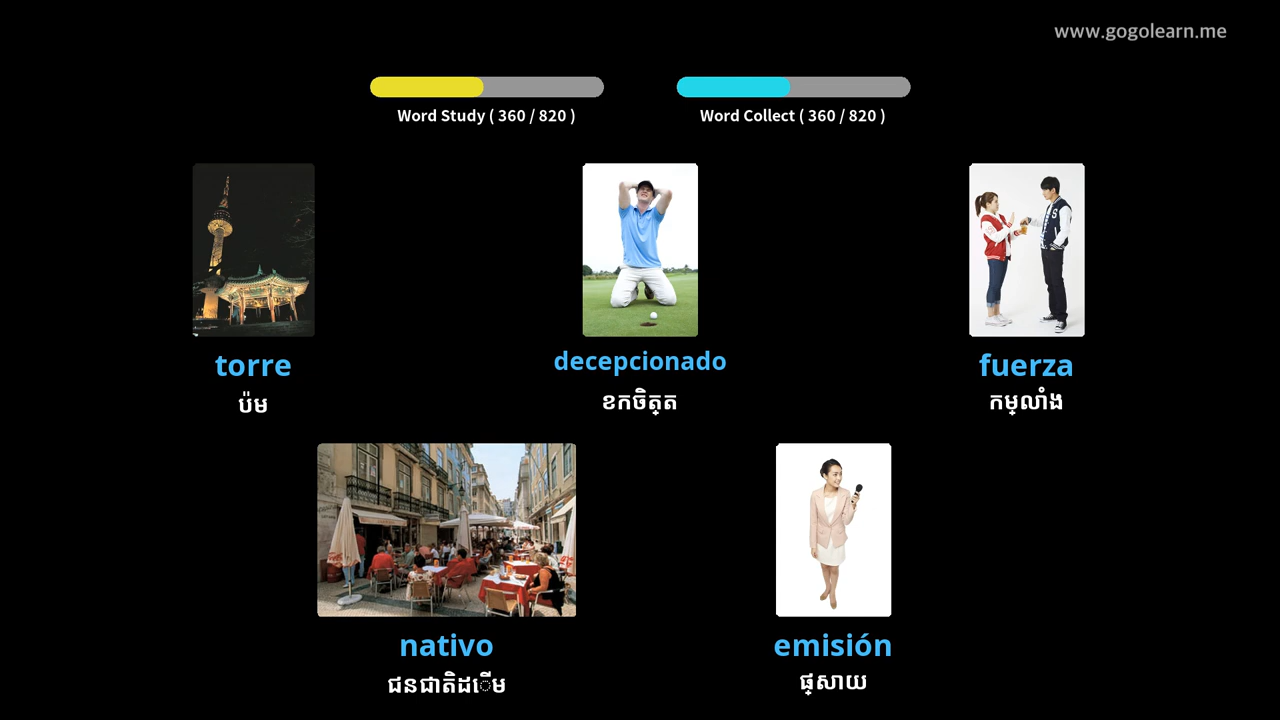 www.gogolearn.me
Word Study ( 360 / 820 )
Word Collect ( 360 / 820 )
torre
ប៉ម
decepcionado
ខកចិត្ត
fuerza
កម្លាំង
nativo
ជនជាតិដើម
emisión
ផ្សាយ